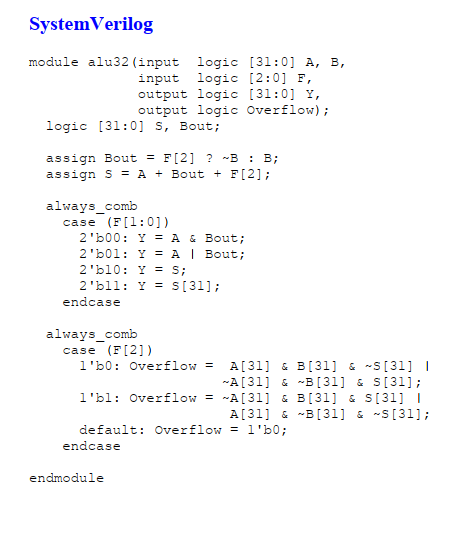 SystemVerilog
module alu32(input  logic [31:0] A, B,
             input  logic [2:0] F,
             output logic [31:0] Y,
             output logic Overflow);
  logic [31:0] S, Bout;
  assign Bout = F[2] ? ~B : B;
  assign S = A + Bout + F[2];
  always_comb
    case (F[1:0])
      2'b00: Y = A & Bout;
      2'b01: Y = A | Bout;
      2'b10: Y = S;
      2'b11: Y = S[31];
    endcase
  always_comb
    case (F[2])
      1'b0: Overflow =  A[31] & B[31] & ~S[31] |
                       ~A[31] & ~B[31] & S[31];
      1'b1: Overflow = ~A[31] & B[31] & S[31] |
                        A[31] & ~B[31] & ~S[31];
      default: Overflow = 1'b0;
    endcase
endmodule